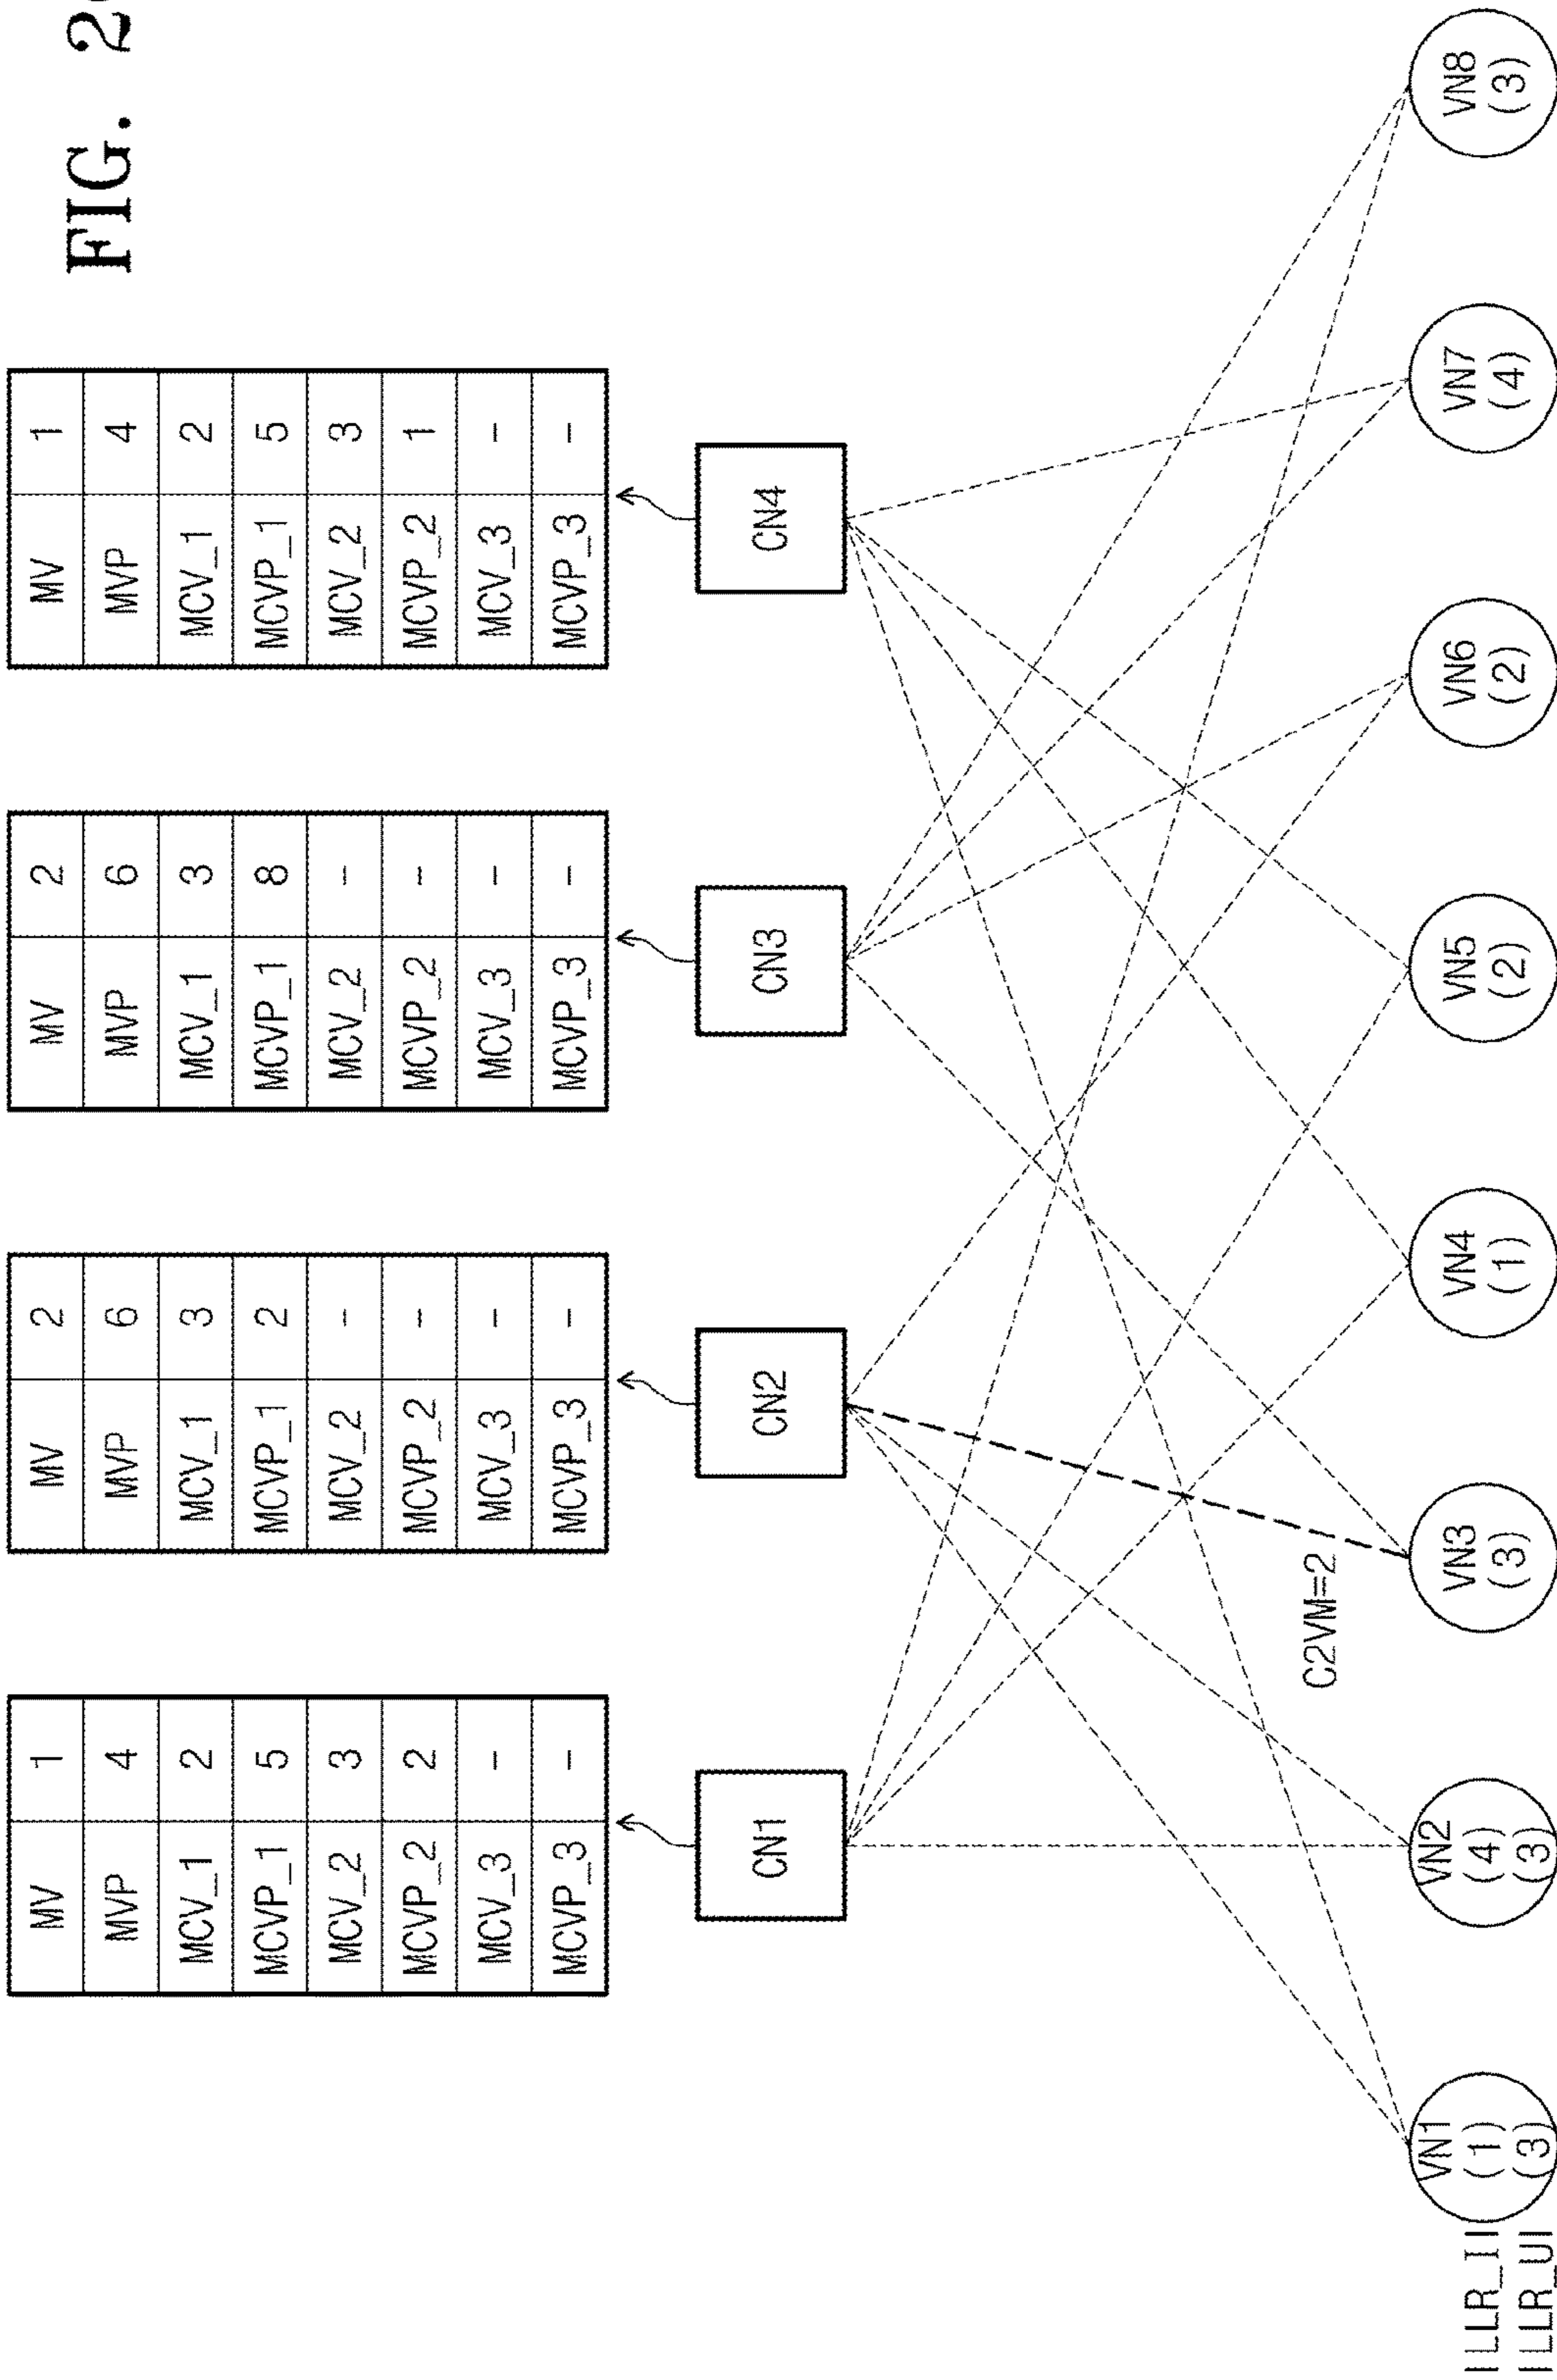 FIG. 2
MV 1
MVP 4
MCV_1 2
MCVP_1 5
MCV_2 3
MCVP_2 2
MCV_3 -
MCVP_3 -
MV 2
MVP 6
MCV_1 3
MCVP_1 2
MCV_2 -
MCVP_2 -
MCV_3 -
MCVP_3 -
MV 2
MVP 6
MCV_1 3
MCVP_1 8
MCV_2 -
MCVP_2 -
MCV_3 -
MCVP_3 -
MV 1
MVP 4
MCV_1 2
MCVP_1 5
MCV_2 3
MCVP_2 1
MCV_3 -
MCVP_3 -
CN1
CN2
CN3
CN4
C2VM=2
VN1
(1)
(3)
VN2
(4)
(3)
VN3
(3)
VN4
(1)
VN5
(2)
VN6
(2)
VN7
(4)
VN8
(3)
|LLR_I|
|LLR_U|